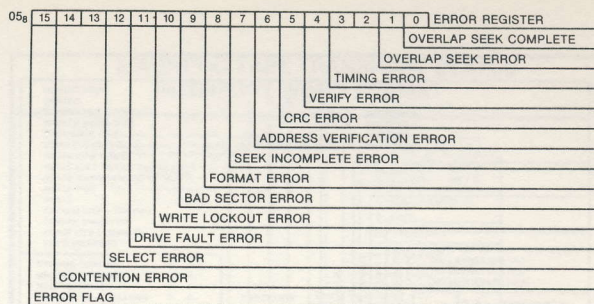 05₈ 15 14 13 12 11 10 9 8 7 6 5 4 3 2 1 0 ERROR REGISTER
OVERLAP SEEK COMPLETE
OVERLAP SEEK ERROR
TIMING ERROR
VERIFY ERROR
CRC ERROR
ADDRESS VERIFICATION ERROR
SEEK INCOMPLETE ERROR
FORMAT ERROR
BAD SECTOR ERROR
WRITE LOCKOUT ERROR
DRIVE FAULT ERROR
SELECT ERROR
CONTENTION ERROR
ERROR FLAG